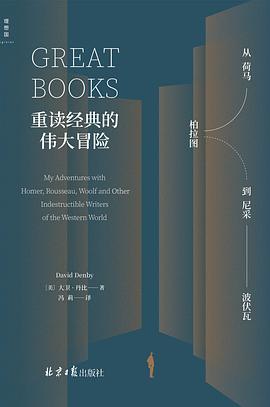 理想国
GREAT
BOOKS
重读经典的
伟大冒险
从 荷马
柏拉图
到 尼采
波伏瓦
My Adventures with
Homer, Rousseau, Woolf and Other
Indestructible Writers
of the Western World
David Denby
[美] 大卫·丹比——著
冯 莉——译
北京日报出版社